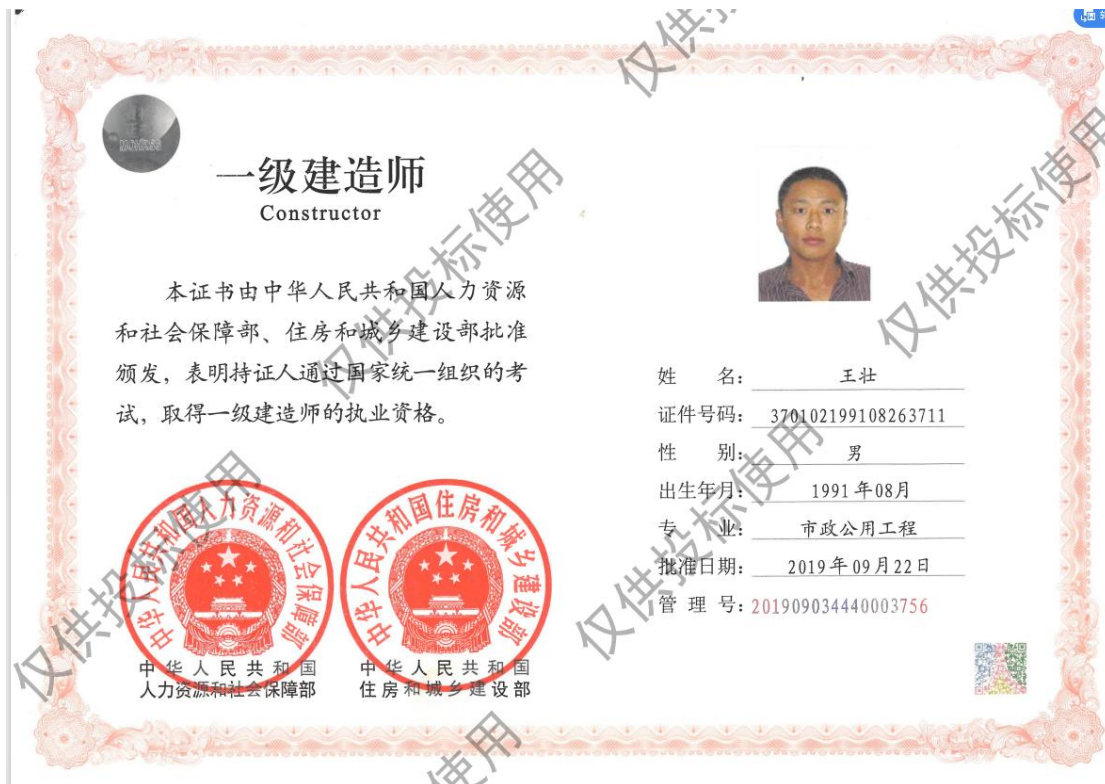 一级建造师
Constructor
本证书由中华人民共和国人力资源
和社会保障部、住房和城乡建设部批准
颁发,表明持证人通过国家统一组织的考
试,取得一级建造师的执业资格。
中华人民共和国人力资源和社会保障部
中华人民共和国住房和城乡建设部
中华人民共和国
人力资源和社会保障部
中华人民共和国
住房和城乡建设部
姓 名: 王壮
证件号码: 370102199108263711
性 别: 男
出生年月: 1991年08月
专 业: 市政公用工程
批准日期: 2019年09月22日
管 理 号: 201909034440003756
仅供投标使用
仅供投标使用
仅供投标使用
仅供投标使用
仅供
使用